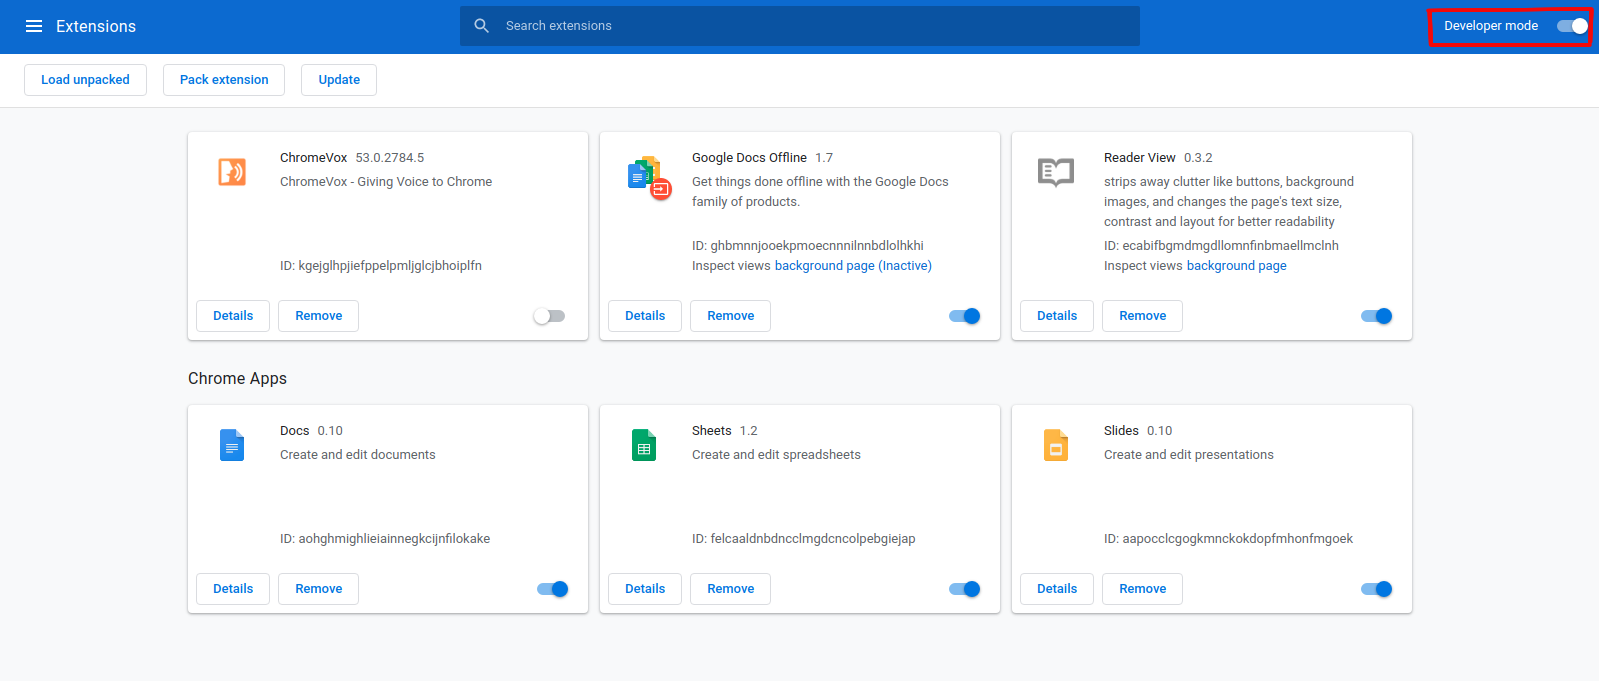 Extensions
Search extensions
Developer mode
Load unpacked
Pack extension
Update
ChromeVox 53.0.2784.5
ChromeVox - Giving Voice to Chrome
ID: kgejglhpjiefppelpmljglcjbhoiplfn
Details
Remove
Google Docs Offline 1.7
Get things done offline with the Google Docs
family of products.
ID: ghbmnnjooekpmoecnnnilnnbdlolhkhi
Inspect views background page (Inactive)
Details
Remove
Reader View 0.3.2
strips away clutter like buttons, background
images, and changes the page's text size,
contrast and layout for better readability
ID: ecabifbgmdmgdllomnfinbmaellmclnh
Inspect views background page
Details
Remove
Chrome Apps
Docs 0.10
Create and edit documents
ID: aohghmighlieiainnegkcijnfilokake
Details
Remove
Sheets 1.2
Create and edit spreadsheets
ID: felcaaldnbdncclmgdcncolpebgiejap
Details
Remove
Slides 0.10
Create and edit presentations
ID: aapocclcgogkmnckokdopfmhonfmgoek
Details
Remove